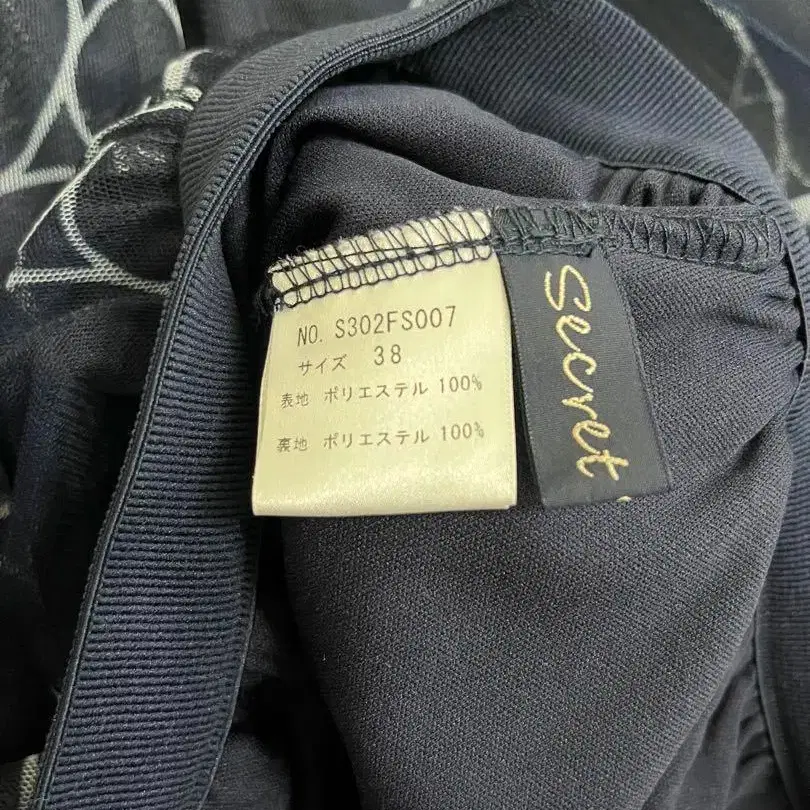 NO. S302FS007
サイズ 38
表地 ポリエステル 100%
裏地 ポリエステル 100%
Secret